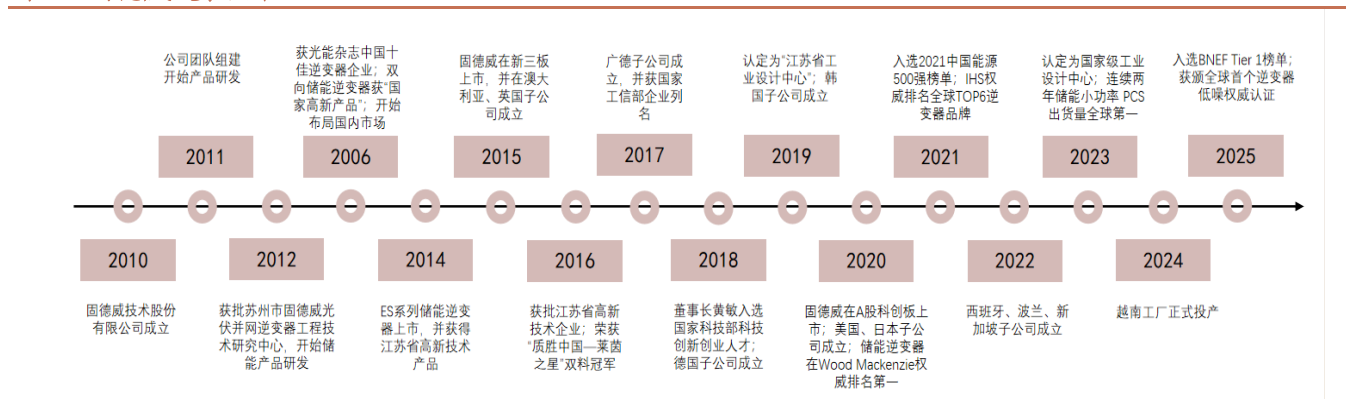 公司团队组建
开始产品研发
获光能杂志中国十
佳逆变器企业；双
向储能逆变器获"国
家高新产品"；开始
布局国内市场
固德威在新三板
上市，并在澳大
利亚、英国子公
司成立
广德子公司成
立，并获国家
工信部企业列
名
认定为"江苏省工
业设计中心"；韩
国子公司成立
入选2021中国能源
500强榜单；IHS权
威排名全球TOP6逆
变器品牌
认定为国家级工业
设计中心；连续两
年储能小功率 PCS
出货量全球第一
入选BNEF Tier 1榜单；
获颁全球首个逆变器
低噪权威认证
2011
2006
2015
2017
2019
2021
2023
2025
2010
2012
2014
2016
2018
2020
2022
2024
固德威技术股份
有限公司成立
获批苏州市固德威光
伏并网逆变器工程技
术研究中心，开始储
能产品研发
ES系列储能逆变
器上市，并获得
江苏省高新技术
产品
获批江苏省高新
技术企业；荣获
"质胜中国—莱茵
之星"双料冠军
董事长黄敏入选
国家科技部科技
创新创业人才；
德国子公司成立
固德威在A股科创板上
市；美国、日本子公
司成立；储能逆变器
在Wood Mackenzie权
威排名第一
西班牙、波兰、新
加坡子公司成立
越南工厂正式投产